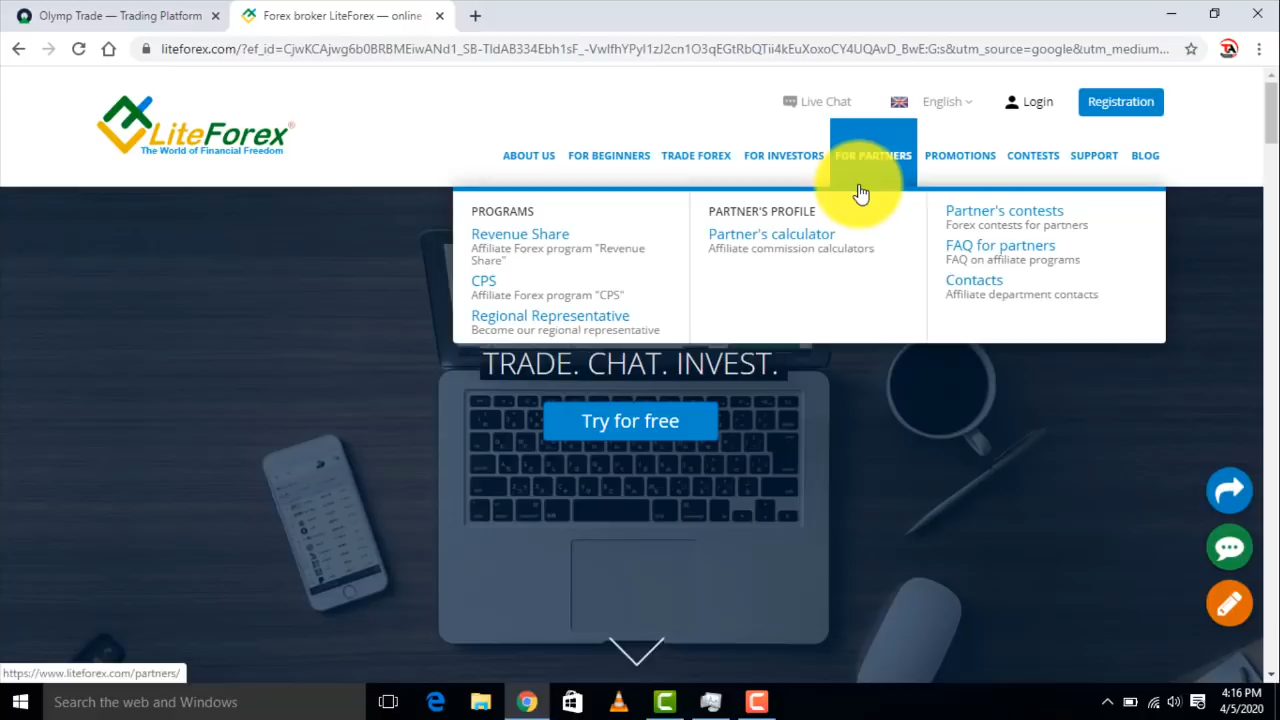 Olymp Trade — Trading Platform
Forex broker LiteForex — online
liteforex.com/?ef_id=CjwKCAjwg6b0BRBMEiwANd1_SB-TldAB334Ebh1sF_-VwIfhYPyI1zJ2cn1O3qEGtRbQTii4kEuXoxoCY4UQAvD_BwE:G:s&utm_source=google&utm_medium...
Live Chat
English
Login
Registration
LiteForex®
The World of Financial Freedom
ABOUT US
FOR BEGINNERS
TRADE FOREX
FOR INVESTORS
FOR PARTNERS
PROMOTIONS
CONTESTS
SUPPORT
BLOG
PROGRAMS
Revenue Share
Affiliate Forex program "Revenue
Share"
CPS
Affiliate Forex program "CPS"
Regional Representative
Become our regional representative
PARTNER'S PROFILE
Partner's calculator
Affiliate commission calculators
Partner's contests
Forex contests for partners
FAQ for partners
FAQ on affiliate programs
Contacts
Affiliate department contacts
TRADE. CHAT. INVEST.
Try for free
https://www.liteforex.com/partners/
Search the web and Windows
4:16 PM
4/5/2020